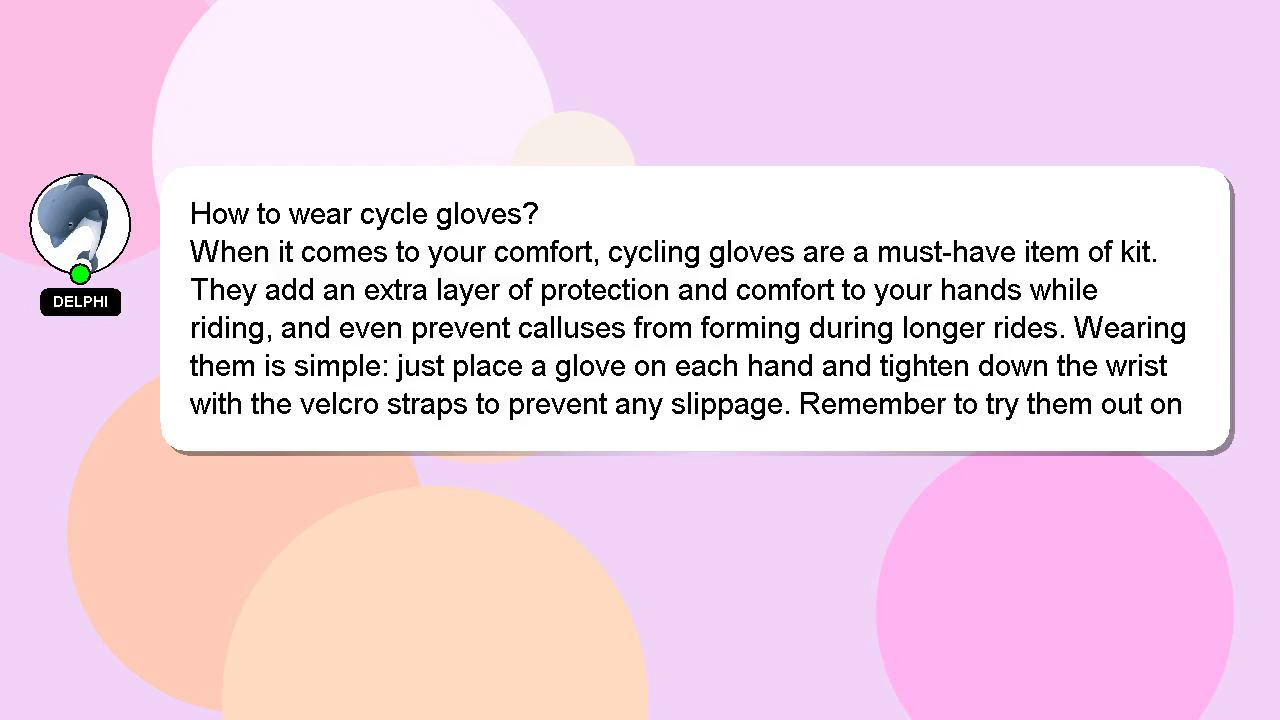 How to wear cycle gloves?
When it comes to your comfort, cycling gloves are a must-have item of kit.
They add an extra layer of protection and comfort to your hands while
riding, and even prevent calluses from forming during longer rides. Wearing
them is simple: just place a glove on each hand and tighten down the wrist
with the velcro straps to prevent any slippage. Remember to try them out on
DELPHI